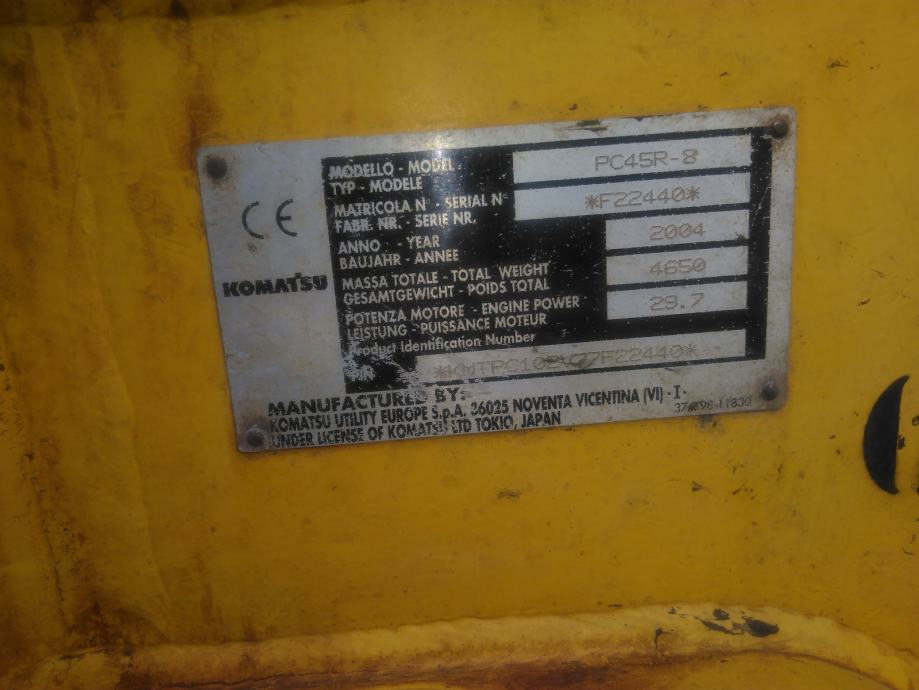 CE
KOMATSU
MODELLO - MODEL
TYP - MODELE
PC45R-8
MATRICOLA N° - SERIAL N°
FABR. NR. - SERIE NR.
*F22440*
ANNO - YEAR
BAUJAHR - ANNEE
2004
MASSA TOTALE - TOTAL WEIGHT
GESAMTGEWICHT - POIDS TOTAL
4650
POTENZA MOTORE - ENGINE POWER
LEISTUNG - PUISSANCE MOTEUR
29.7
Product Identification Number
MANUFACTURED BY:
KOMATSU UTILITY EUROPE S.p.A. 36025 NOVENTA VICENTINA (VI) - I -
UNDER LICENSE OF KOMATSU LTD TOKIO, JAPAN